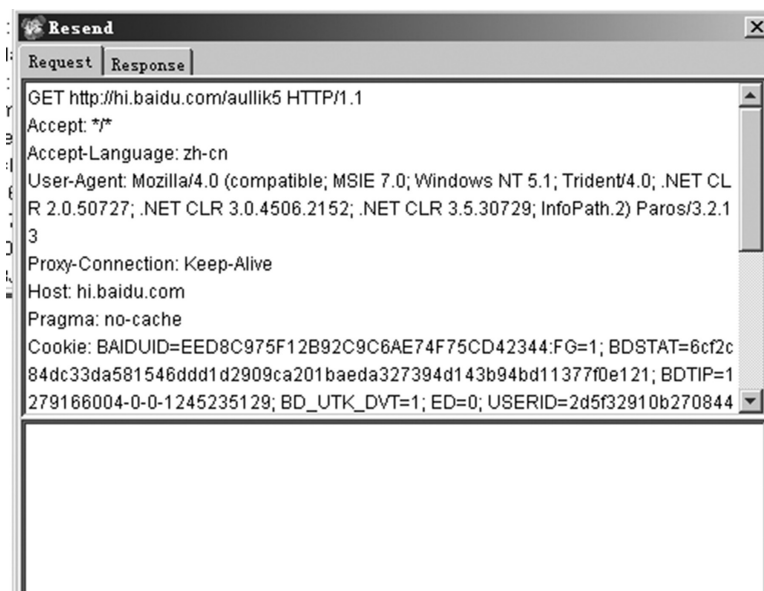 Resend
Request Response
GET http://hi.baidu.com/aullik5 HTTP/1.1
Accept: */*
Accept-Language: zh-cn
User-Agent: Mozilla/4.0 (compatible; MSIE 7.0; Windows NT 5.1; Trident/4.0; .NET CL
R 2.0.50727; .NET CLR 3.0.4506.2152; .NET CLR 3.5.30729; InfoPath.2) Paros/3.2.1
3
Proxy-Connection: Keep-Alive
Host: hi.baidu.com
Pragma: no-cache
Cookie: BAIDUID=EED8C975F12B92C9C6AE74F75CD42344:FG=1; BDSTAT=6cf2c
84dc33da581546ddd1d2909ca201baeda327394d143b94bd11377f0e121; BDTIP=1
279166004-0-0-1245235129; BD_UTK_DVT=1; ED=0; USERID=2d5f32910b270844